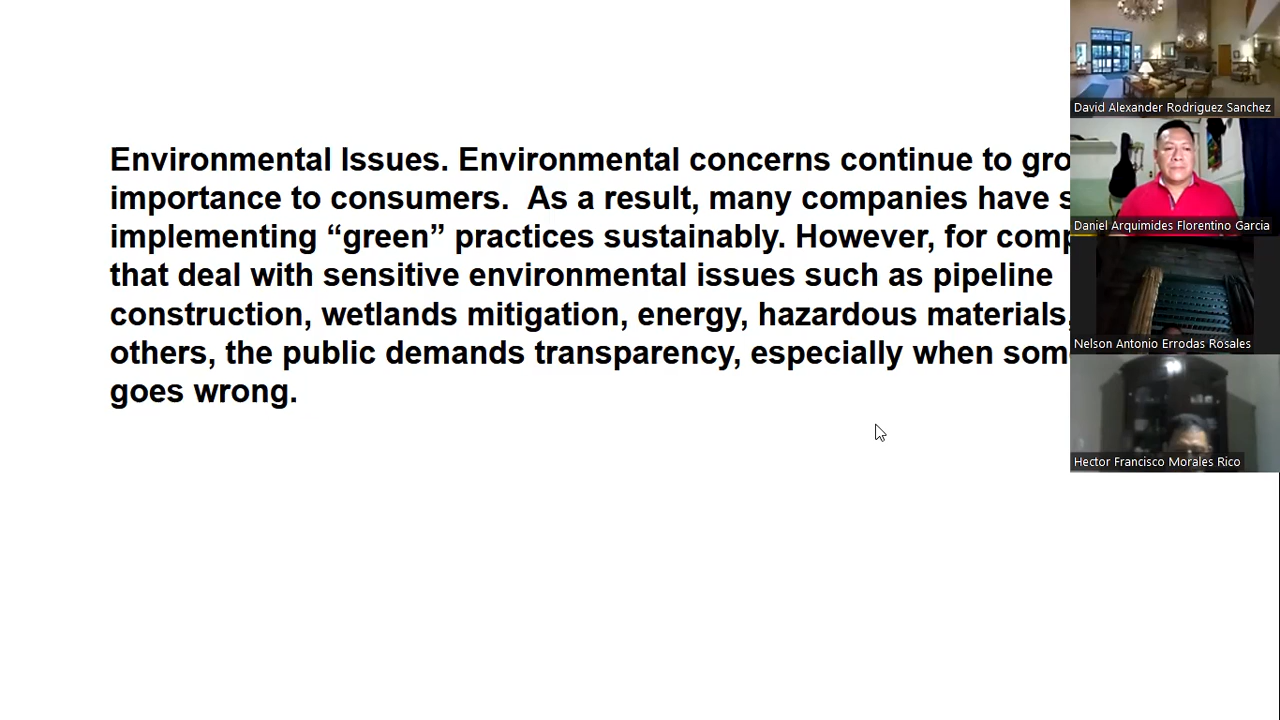 Environmental Issues. Environmental concerns continue to gro
importance to consumers.  As a result, many companies have s
implementing “green” practices sustainably. However, for comp
that deal with sensitive environmental issues such as pipeline
construction, wetlands mitigation, energy, hazardous materials,
others, the public demands transparency, especially when som
goes wrong.
David Alexander Rodriguez Sanchez
Daniel Arquimides Florentino Garcia
Nelson Antonio Errodas Rosales
Hector Francisco Morales Rico